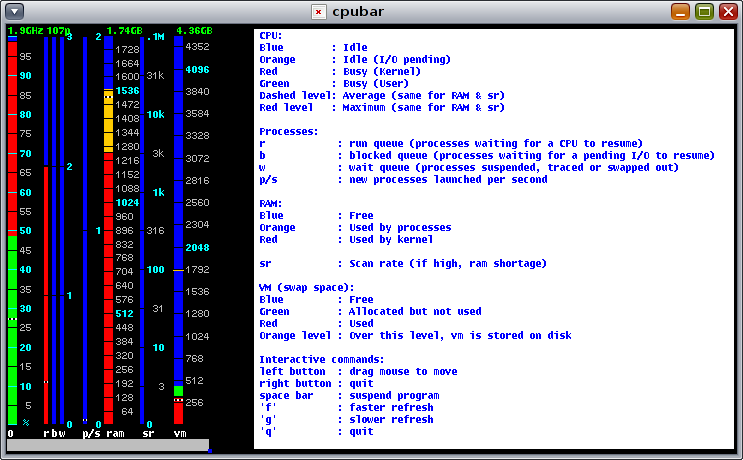 cpubar
1.9GHz 107p 1.74GB 4.36GB
3 2 .1M
95 90 85 80 75 70 65 60 55 50 45 40 35 30 25 20 15 10 5 %
2 1 0
1 0
1728 1664 1600 1536 1472 1408 1344 1280 1216 1152 1088 1024 960 896 832 768 704 640 576 512 448 384 320 256 192 128 64
31k 10k 3k 1k 316 100 31 10 3
4352 4096 3840 3584 3328 3072 2816 2560 2304 2048 1792 1536 1280 1024 768 512 256
0 r b w p/s ram sr vm
CPU:
Blue : Idle
Orange : Idle (I/O pending)
Red : Busy (Kernel)
Green : Busy (User)
Dashed level: Average (same for RAM & sr)
Red level : Maximum (same for RAM & sr)
Processes:
r : run queue (processes waiting for a CPU to resume)
b : blocked queue (processes waiting for a pending I/O to resume)
w : wait queue (processes suspended, traced or swapped out)
p/s : new processes launched per second
RAM:
Blue : Free
Orange : Used by processes
Red : Used by kernel
sr : Scan rate (if high, ram shortage)
VM (swap space):
Blue : Free
Green : Allocated but not used
Red : Used
Orange level : Over this level, vm is stored on disk
Interactive commands:
left button : drag mouse to move
right button : quit
space bar : suspend program
'f' : faster refresh
'g' : slower refresh
'q' : quit